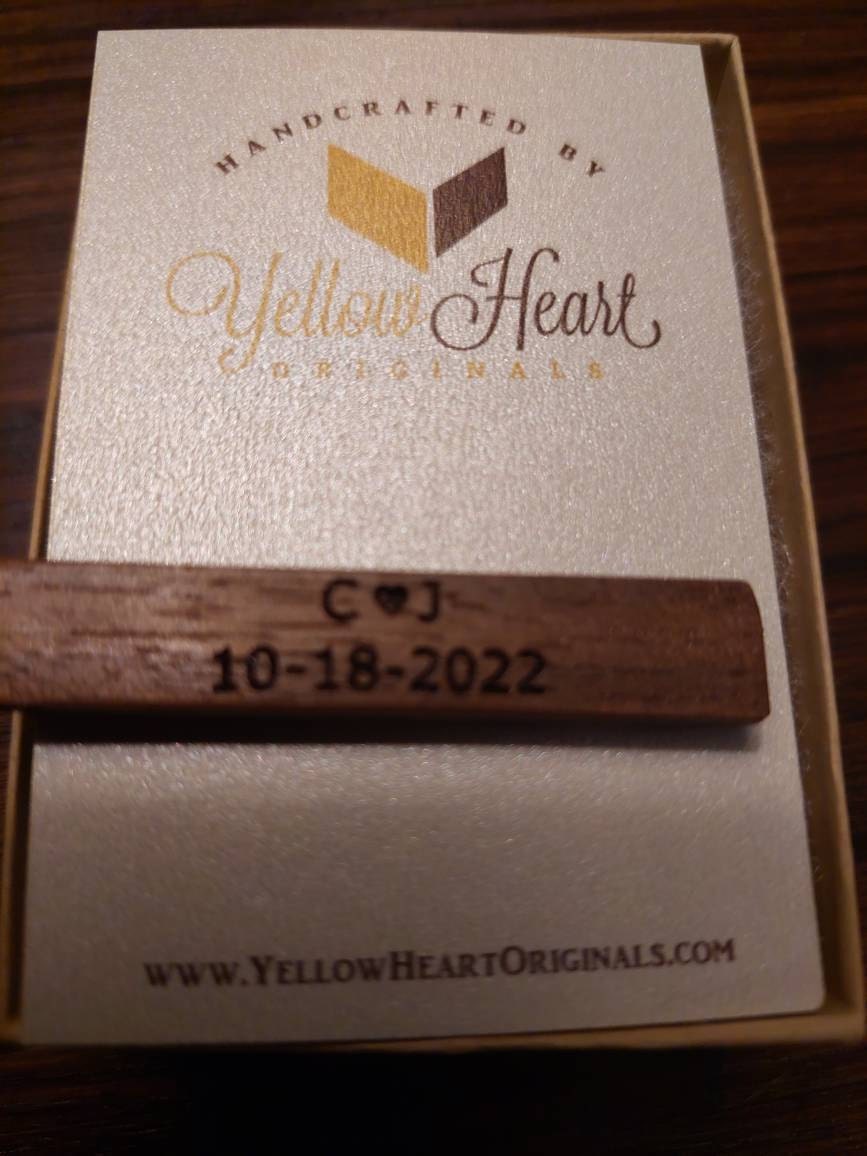 HANDCRAFTED BY
Yellow Heart
ORIGINALS
C ♥ J
10-18-2022
WWW.YELLOWHEARTORIGINALS.COM